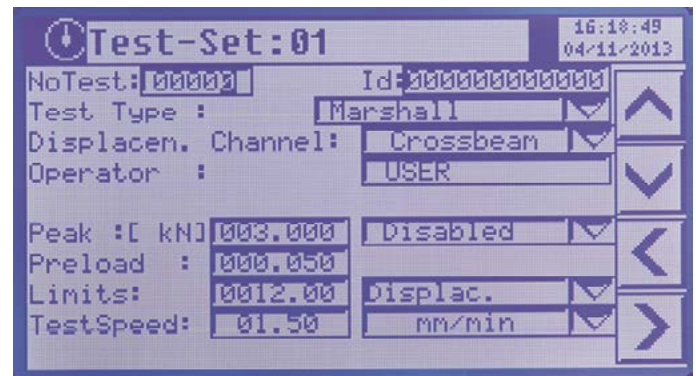 Test-Set:01
16:18:49
04/11/2013
NoTest: 00003 Id:000000000000
Test Type : Marshall
Displacem. Channel: Crossbeam
Operator : USER
Peak :[ kN] 003.000 Disabled
Preload : 000.050
Limits: 0012.00 Displac.
TestSpeed: 01.50 mm/min